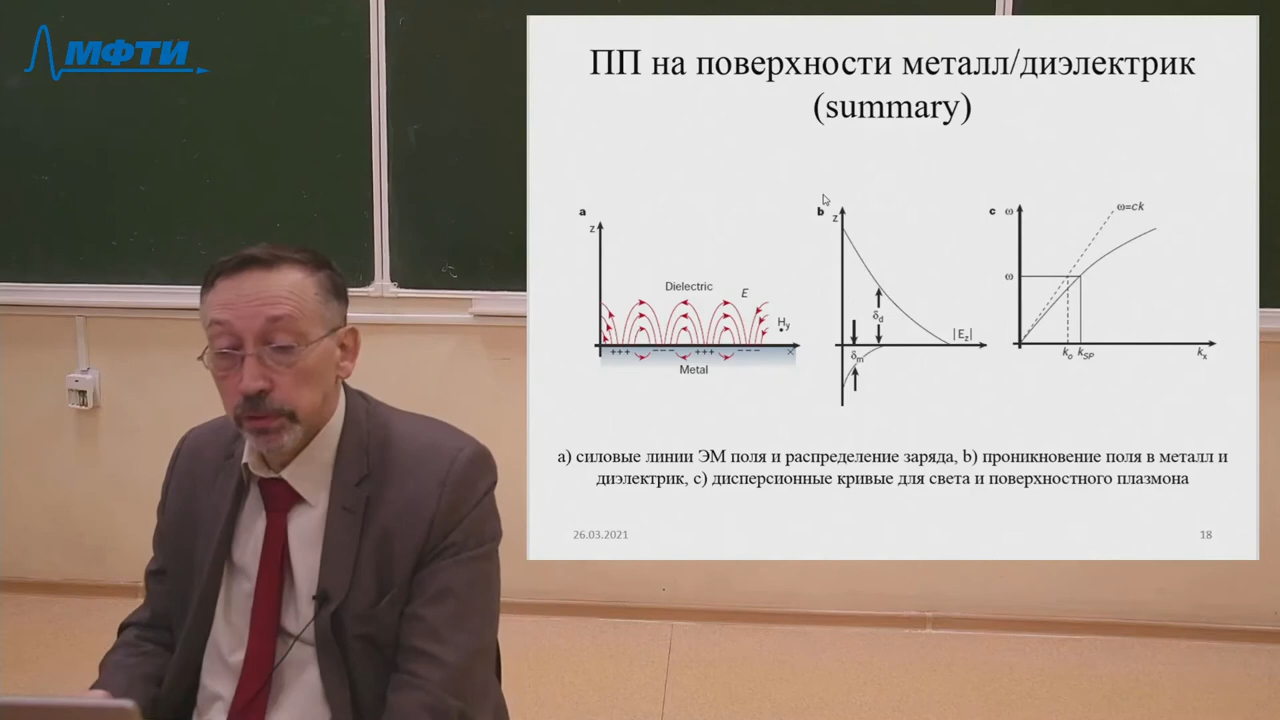 МФТИ
ПП на поверхности металл/диэлектрик
(summary)
a
z
Dielectric
E
Hy
+++ --- +++ ---
x
Metal
b
z
δd
|Ez|
δm
c
ω
ω=ck
ω
ko kSP
kx
a) силовые линии ЭМ поля и распределение заряда, b) проникновение поля в металл и
диэлектрик, c) дисперсионные кривые для света и поверхностного плазмона
26.03.2021
18